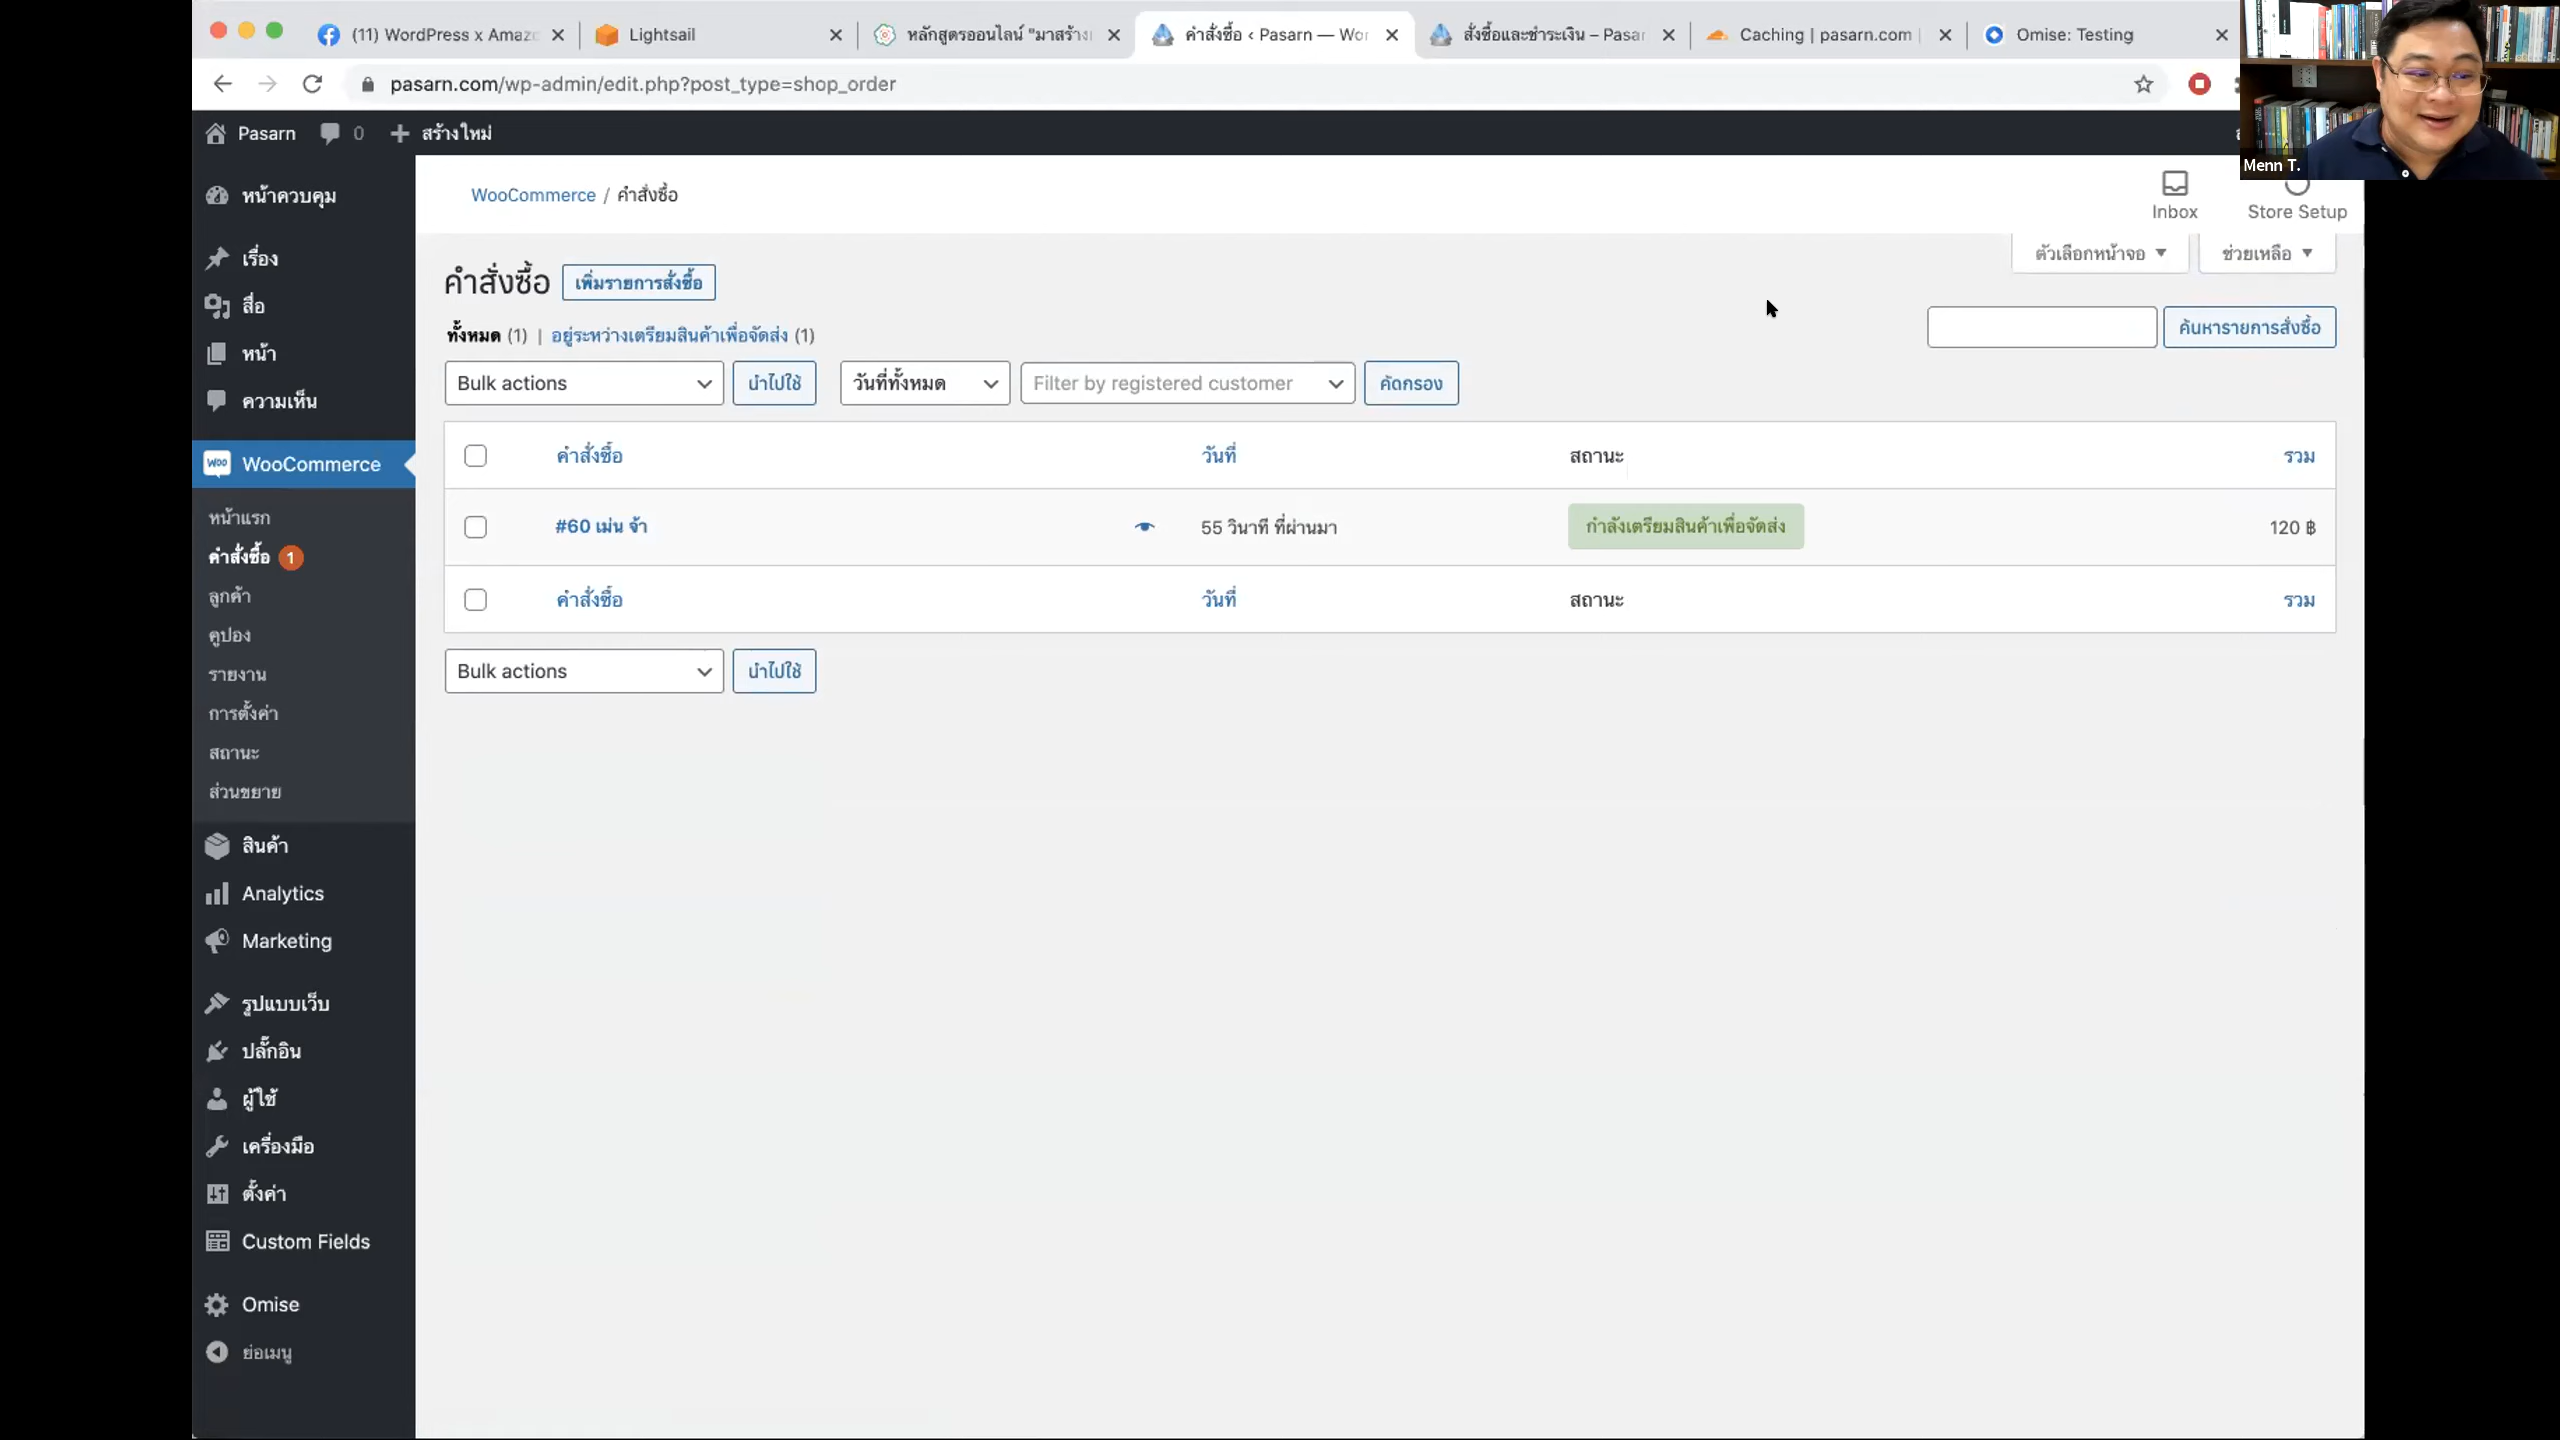 (11) WordPress x Amazo
Lightsail
หลักสูตรออนไลน์ "มาสร้าง
คำสั่งซื้อ ‹ Pasarn — Wor
สั่งซื้อและชำระเงิน – Pasar
Caching | pasarn.com |
Omise: Testing
pasarn.com/wp-admin/edit.php?post_type=shop_order
Menn T.
Pasarn
0
สร้างใหม่
หน้าควบคุม
เรื่อง
สื่อ
หน้า
ความเห็น
WooCommerce
หน้าแรก
คำสั่งซื้อ 1
ลูกค้า
คูปอง
รายงาน
การตั้งค่า
สถานะ
ส่วนขยาย
สินค้า
Analytics
Marketing
รูปแบบเว็บ
ปลั๊กอิน
ผู้ใช้
เครื่องมือ
ตั้งค่า
Custom Fields
Omise
ย่อเมนู
WooCommerce / คำสั่งซื้อ
Inbox
Store Setup
ตัวเลือกหน้าจอ
ช่วยเหลือ
คำสั่งซื้อ
เพิ่มรายการสั่งซื้อ
ทั้งหมด (1) | อยู่ระหว่างเตรียมสินค้าเพื่อจัดส่ง (1)
ค้นหารายการสั่งซื้อ
Bulk actions
นำไปใช้
วันที่ทั้งหมด
Filter by registered customer
คัดกรอง
คำสั่งซื้อ
วันที่
สถานะ
รวม
#60 เม่น จ้า
55 วินาที ที่ผ่านมา
กำลังเตรียมสินค้าเพื่อจัดส่ง
120 ฿
คำสั่งซื้อ
วันที่
สถานะ
รวม
Bulk actions
นำไปใช้